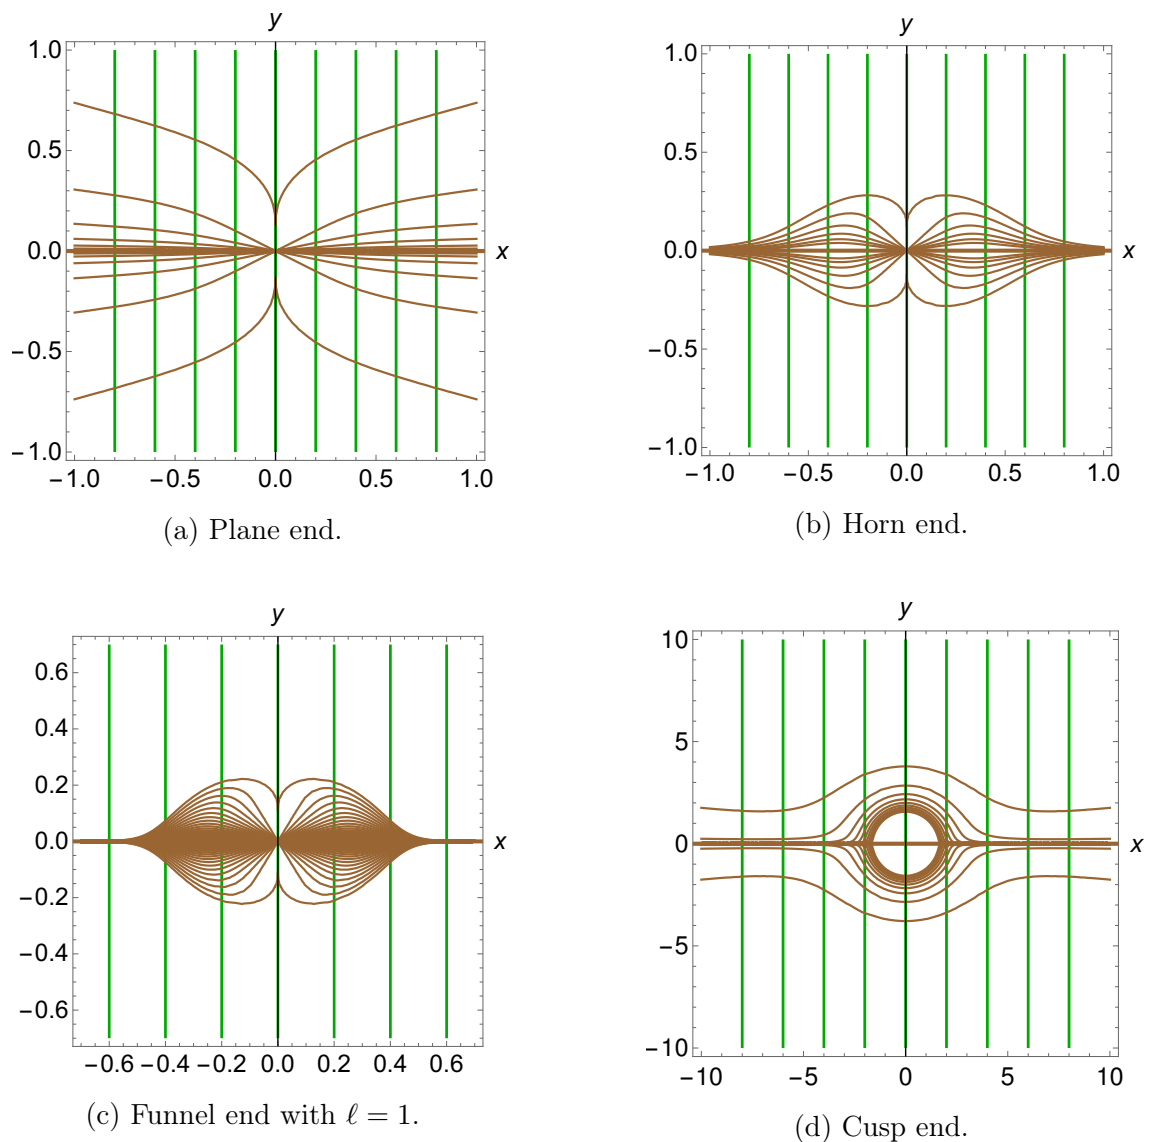 y
1.0
0.5
0.0
−0.5
−1.0
x
−1.0 −0.5 0.0 0.5 1.0
(a) Plane end.
y
1.0
0.5
0.0
−0.5
−1.0
x
−1.0 −0.5 0.0 0.5 1.0
(b) Horn end.
y
0.6
0.4
0.2
0.0
−0.2
−0.4
−0.6
x
−0.6 −0.4 −0.2 0.0 0.2 0.4 0.6
(c) Funnel end with ℓ = 1.
y
10
5
0
−5
−10
x
−10 −5 0 5 10
(d) Cusp end.